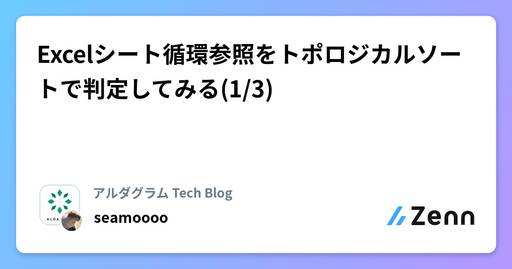 Excelシート循環参照をトポロジカルソー
トで判定してみる(1/3)
アルダグラム Tech Blog
seamoooo
Zenn